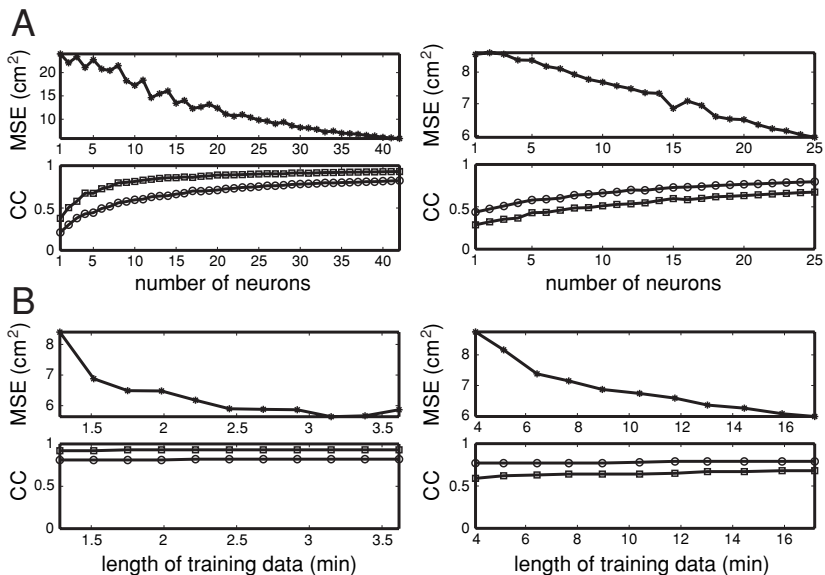 A
MSE (cm²)
20
15
10
1 5 10 15 20 25 30 35 40
CC
1
0.5
0
1 5 10 15 20 25 30 35 40
number of neurons
MSE (cm²)
8
7
6
1 5 10 15 20 25
CC
1
0.5
0
1 5 10 15 20 25
number of neurons
B
MSE (cm²)
8
7
6
1.5 2 2.5 3 3.5
CC
1
0.5
0
1.5 2 2.5 3 3.5
length of training data (min)
MSE (cm²)
8
7
6
4 6 8 10 12 14 16
CC
1
0.5
0
4 6 8 10 12 14 16
length of training data (min)